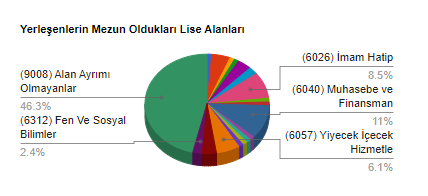 Yerleşenlerin Mezun Oldukları Lise Alanları
(9008) Alan Ayrımı
Olmayanlar
46.3%
(6312) Fen Ve Sosyal
Bilimler
2.4%
(6026) İmam Hatip
8.5%
(6040) Muhasebe ve
Finansman
11%
(6057) Yiyecek İçecek
Hizmetle
6.1%